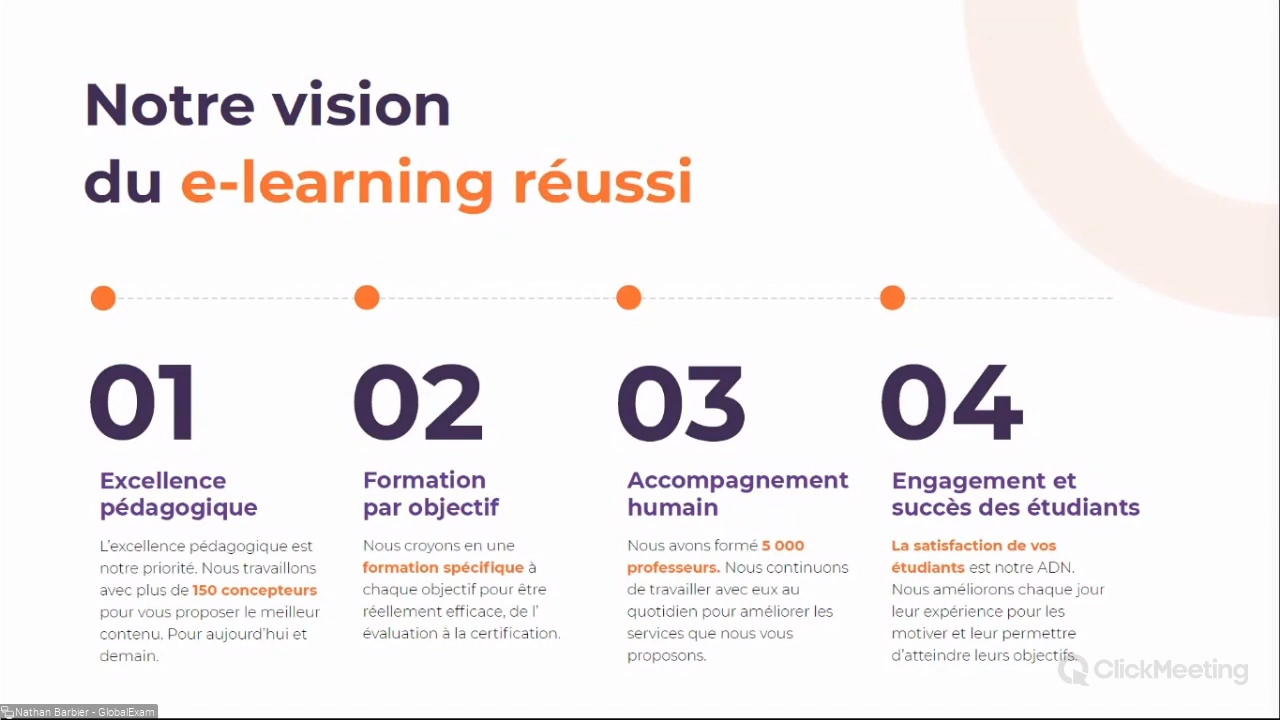 Notre vision
du e-learning réussi
01
Excellence
pédagogique
L'excellence pédagogique est
notre priorité. Nous travaillons
avec plus de 150 concepteurs
pour vous proposer le meilleur
contenu. Pour aujourd'hui et
demain.
02
Formation
par objectif
Nous croyons en une
formation spécifique à
chaque objectif pour être
réellement efficace, de l'
évaluation à la certification.
03
Accompagnement
humain
Nous avons formé 5 000
professeurs. Nous continuons
de travailler avec eux au
quotidien pour améliorer les
services que nous vous
proposons.
04
Engagement et
succès des étudiants
La satisfaction de vos
étudiants est notre ADN.
Nous améliorons chaque jour
leur expérience pour les
motiver et leur permettre
d'atteindre leurs objectifs.
ClickMeeting
Nathan Barbier - GlobalExam